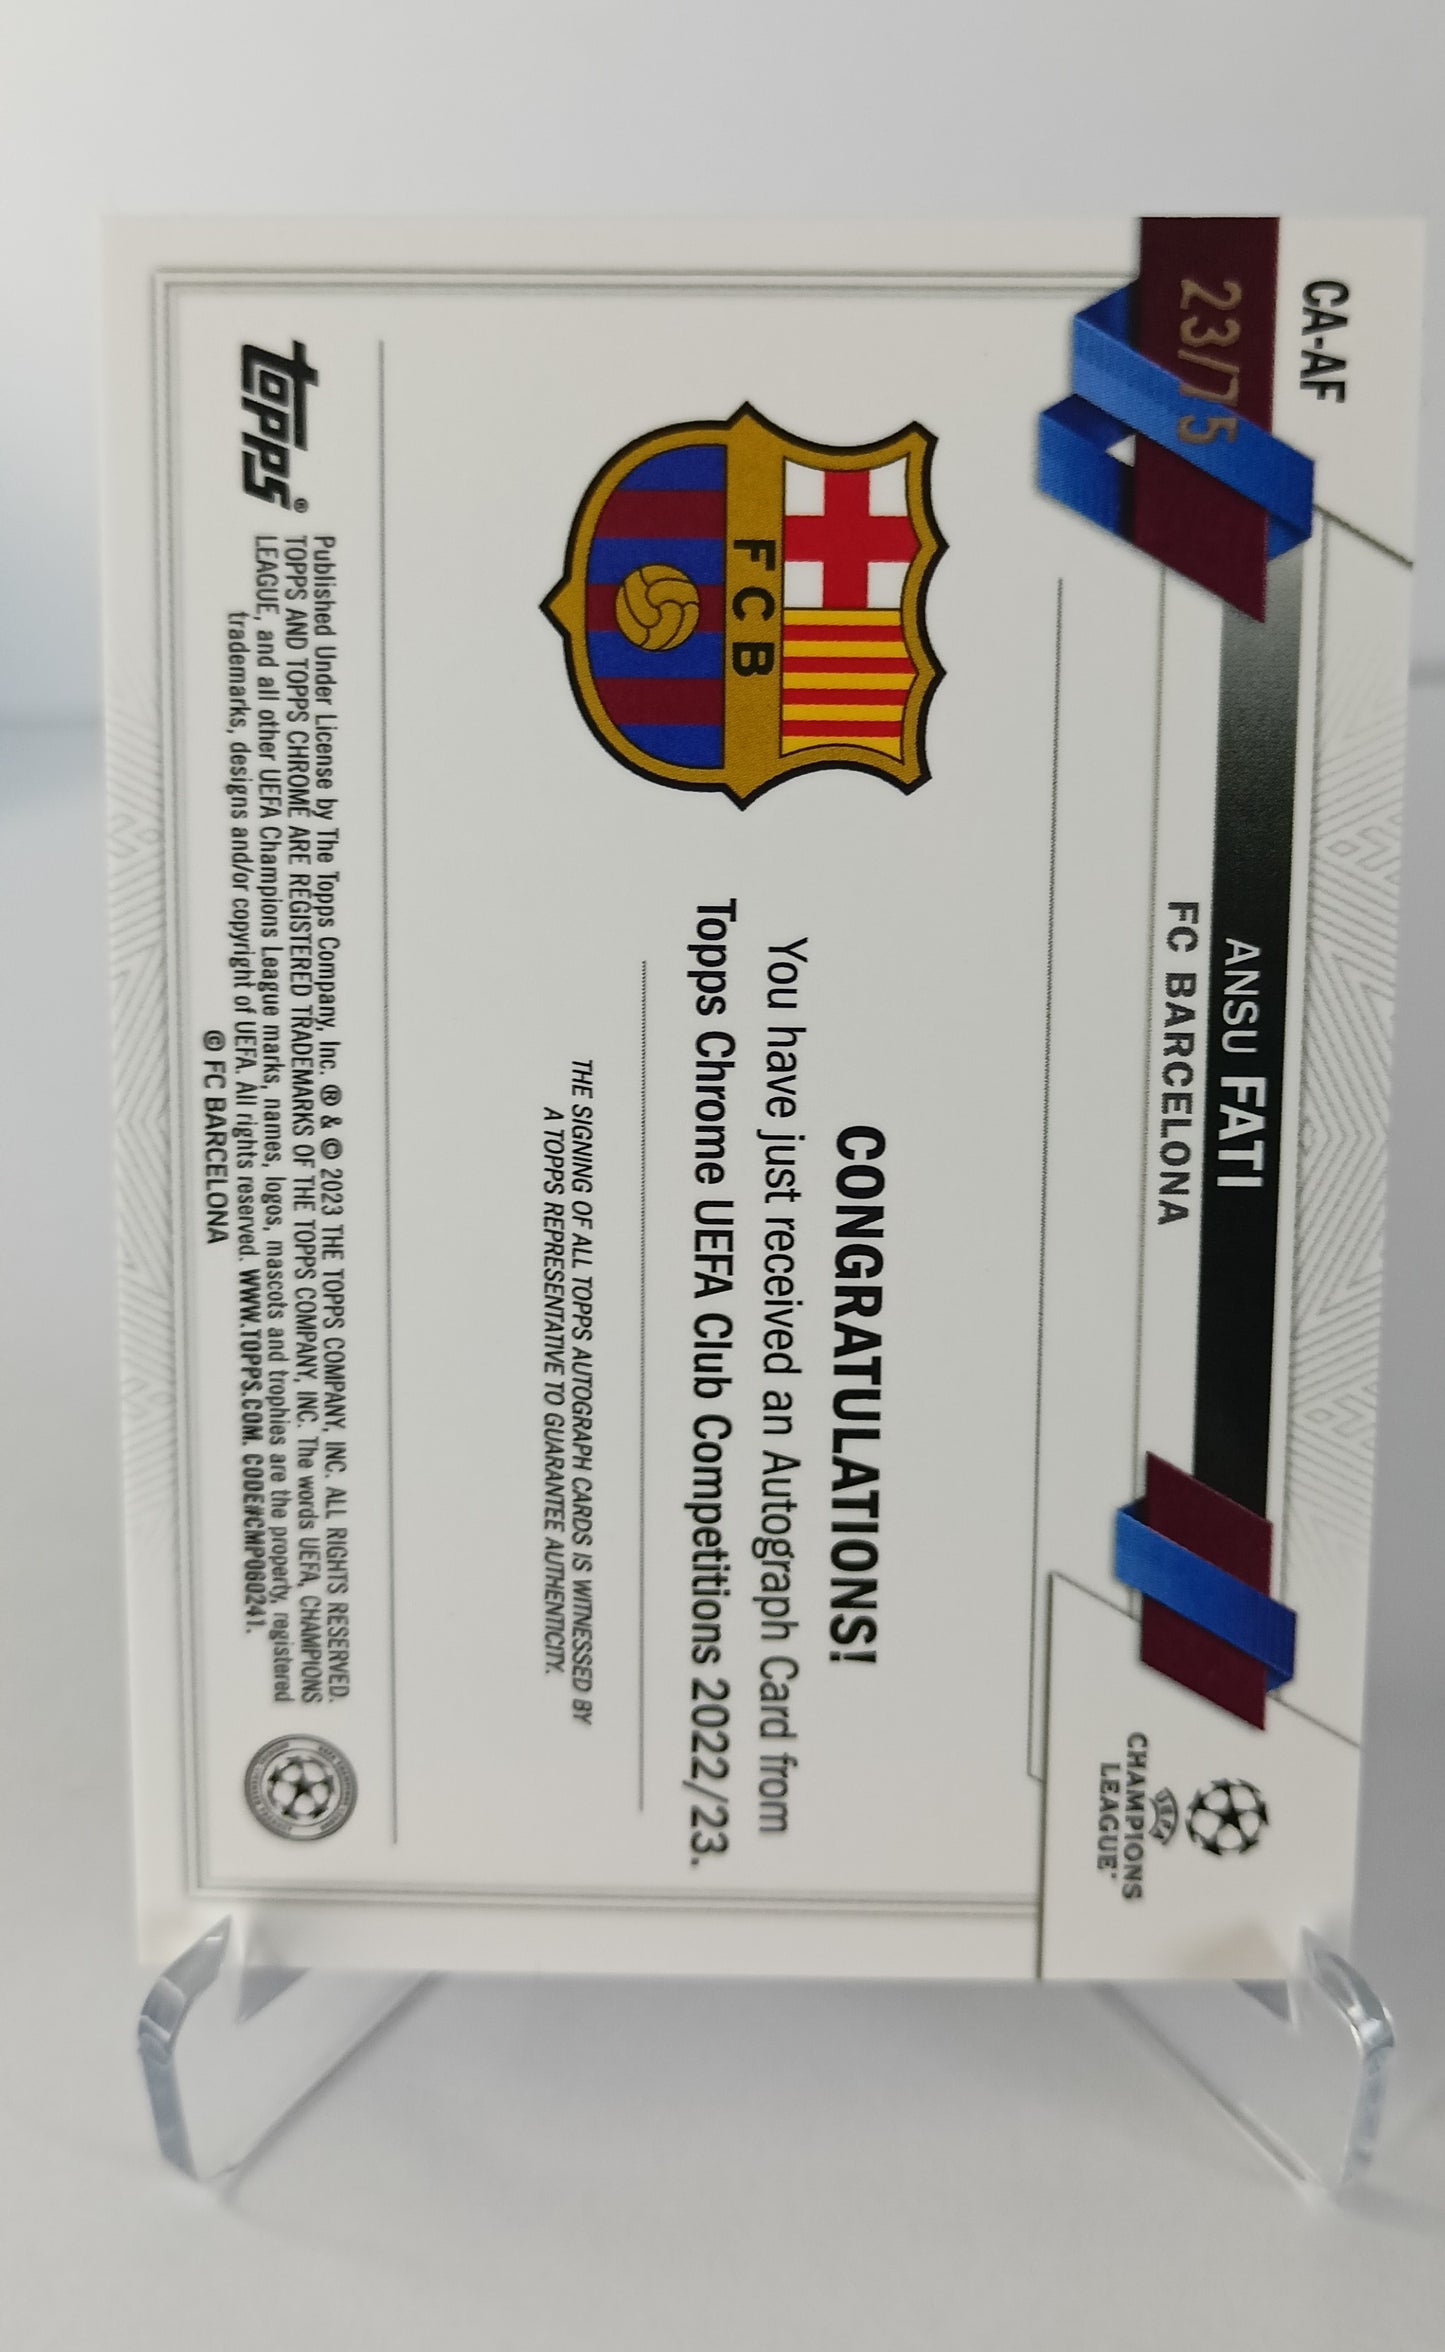 CA-AF
23/75
ANSU FATI
FC BARCELONA
UEFA
CHAMPIONS
LEAGUE
FCB
CONGRATULATIONS!
You have just received an Autograph Card from
Topps Chrome UEFA Club Competitions 2022/23.
THE SIGNING OF ALL TOPPS AUTOGRAPH CARDS IS WITNESSED BY
A TOPPS REPRESENTATIVE TO GUARANTEE AUTHENTICITY.
topps®
Published Under License by The Topps Company, Inc. ® & © 2023 THE TOPPS COMPANY, INC. ALL RIGHTS RESERVED.
TOPPS AND TOPPS CHROME ARE REGISTERED TRADEMARKS OF THE TOPPS COMPANY, INC. The words UEFA, CHAMPIONS
LEAGUE, and all other UEFA Champions League marks, names, logos, mascots and trophies are the property, registered
trademarks, designs and/or copyright of UEFA. All rights reserved. WWW.TOPPS.COM. CODE#CMP060241.
© FC BARCELONA